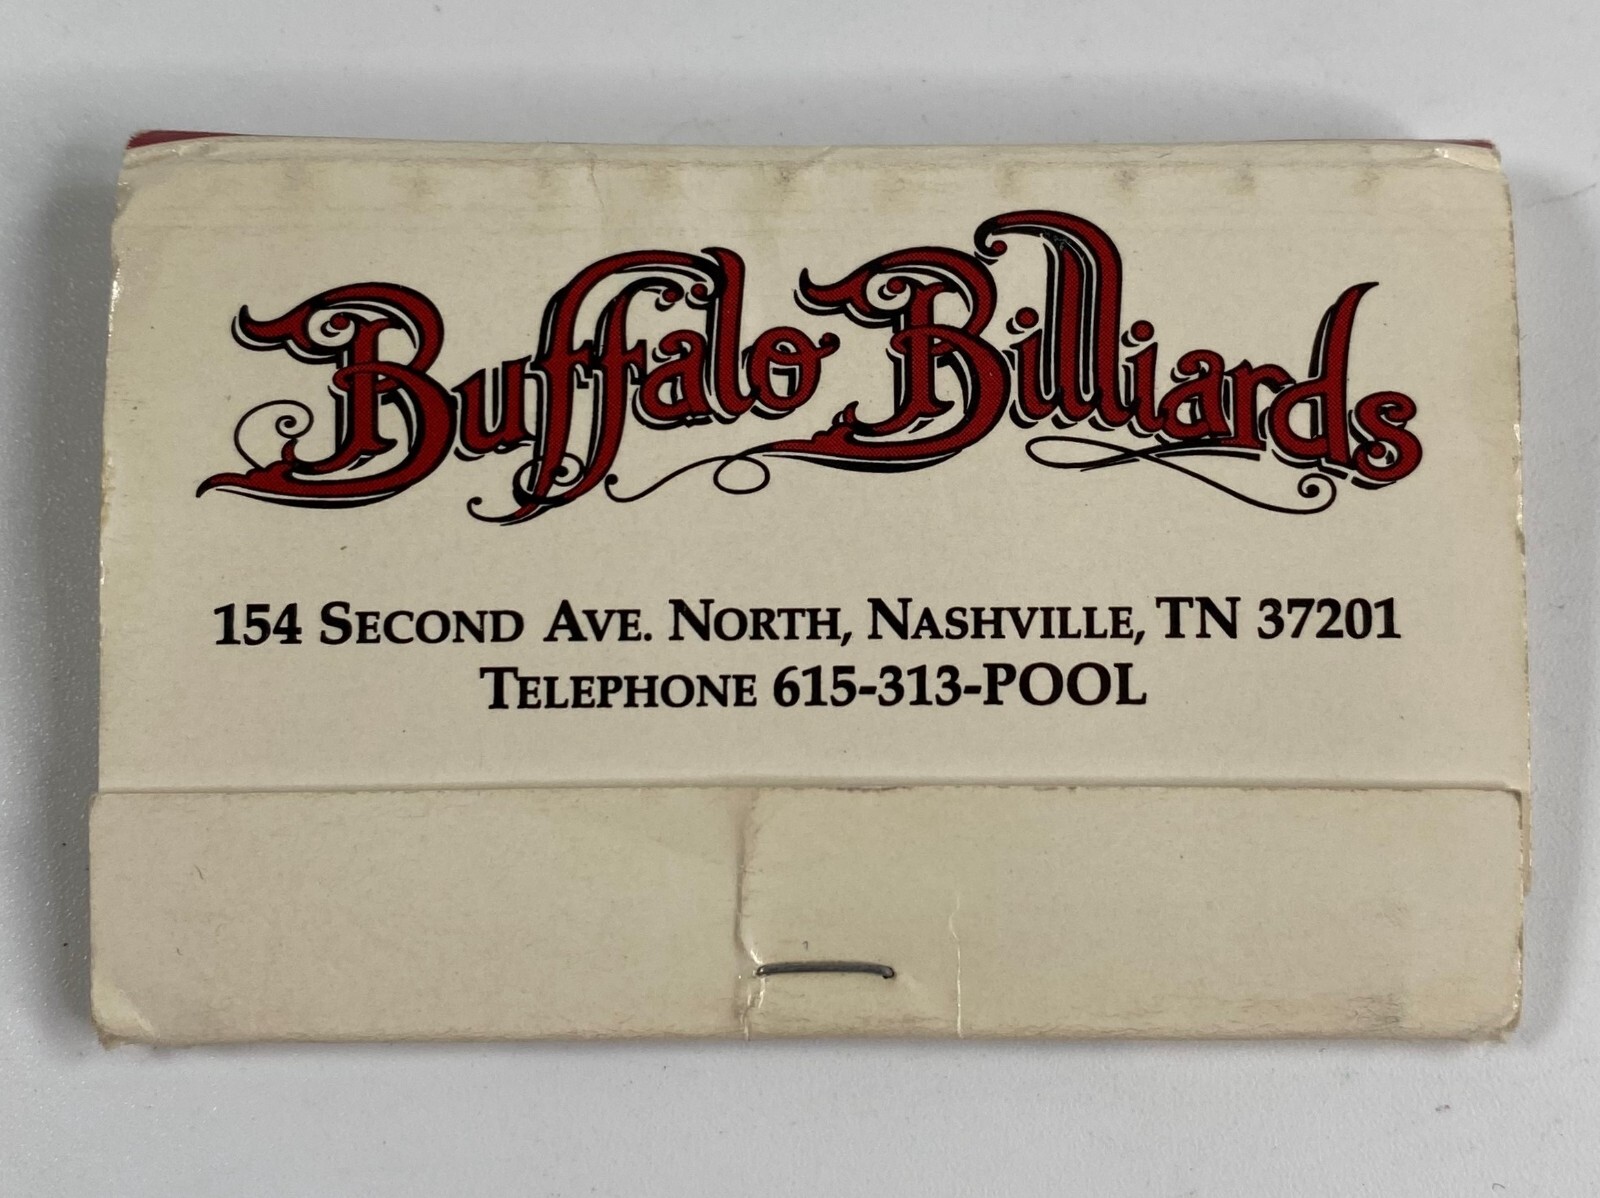 Buffalo Billiards
154 Second Ave. North, Nashville, TN 37201
Telephone 615-313-POOL